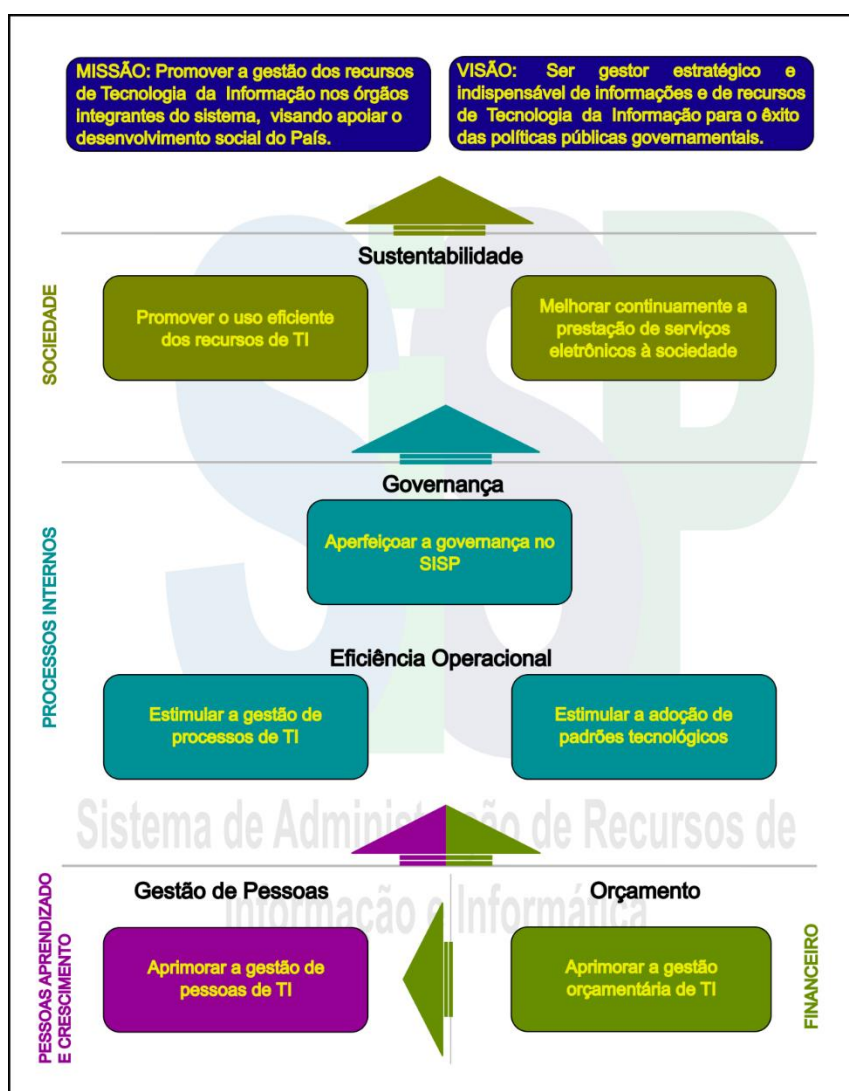 MISSÃO: Promover a gestão dos recursos
de Tecnologia da Informação nos órgãos
integrantes do sistema, visando apoiar o
desenvolvimento social do País.
VISÃO: Ser gestor estratégico e
indispensável de informações e de recursos
de Tecnologia da Informação para o êxito
das políticas públicas governamentais.
SOCIEDADE
Sustentabilidade
Promover o uso eficiente
dos recursos de TI
Melhorar continuamente a
prestação de serviços
eletrônicos à sociedade
PROCESSOS INTERNOS
Governança
Aperfeiçoar a governança no
SISP
Eficiência Operacional
Estimular a gestão de
processos de TI
Estimular a adoção de
padrões tecnológicos
PESSOAS APRENDIZADO
E CRESCIMENTO
Gestão de Pessoas
Aprimorar a gestão de
pessoas de TI
Orçamento
Aprimorar a gestão
orçamentária de TI
FINANCEIRO
SISP
Sistema de Administração de Recursos de
Informação e Informática